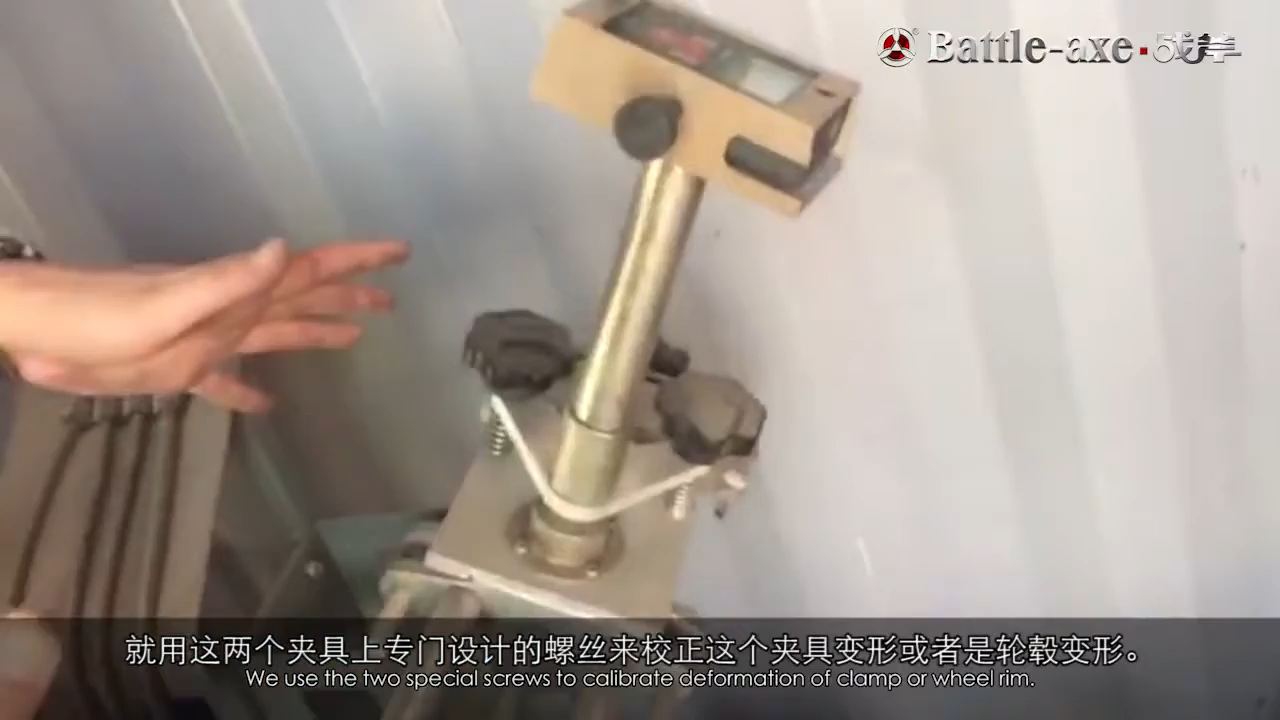 Battle-axe·战斧
就用这两个夹具上专门设计的螺丝来校正这个夹具变形或者是轮毂变形。
We use the two special screws to calibrate deformation of clamp or wheel rim.